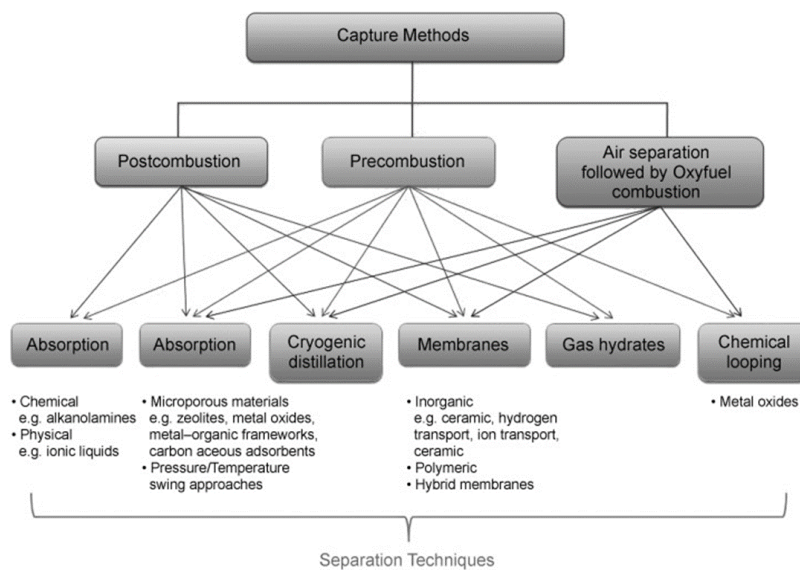 Capture Methods
Postcombustion
Precombustion
Air separation
followed by Oxyfuel
combustion
Absorption
Absorption
Cryogenic
distillation
Membranes
Gas hydrates
Chemical
looping
• Chemical
e.g. alkanolamines
• Physical
e.g. ionic liquids
• Microporous materials
e.g. zeolites, metal oxides,
metal–organic frameworks,
carbon aceous adsorbents
• Pressure/Temperature
swing approaches
• Inorganic
e.g. ceramic, hydrogen
transport, ion transport,
ceramic
• Polymeric
• Hybrid membranes
• Metal oxides
Separation Techniques